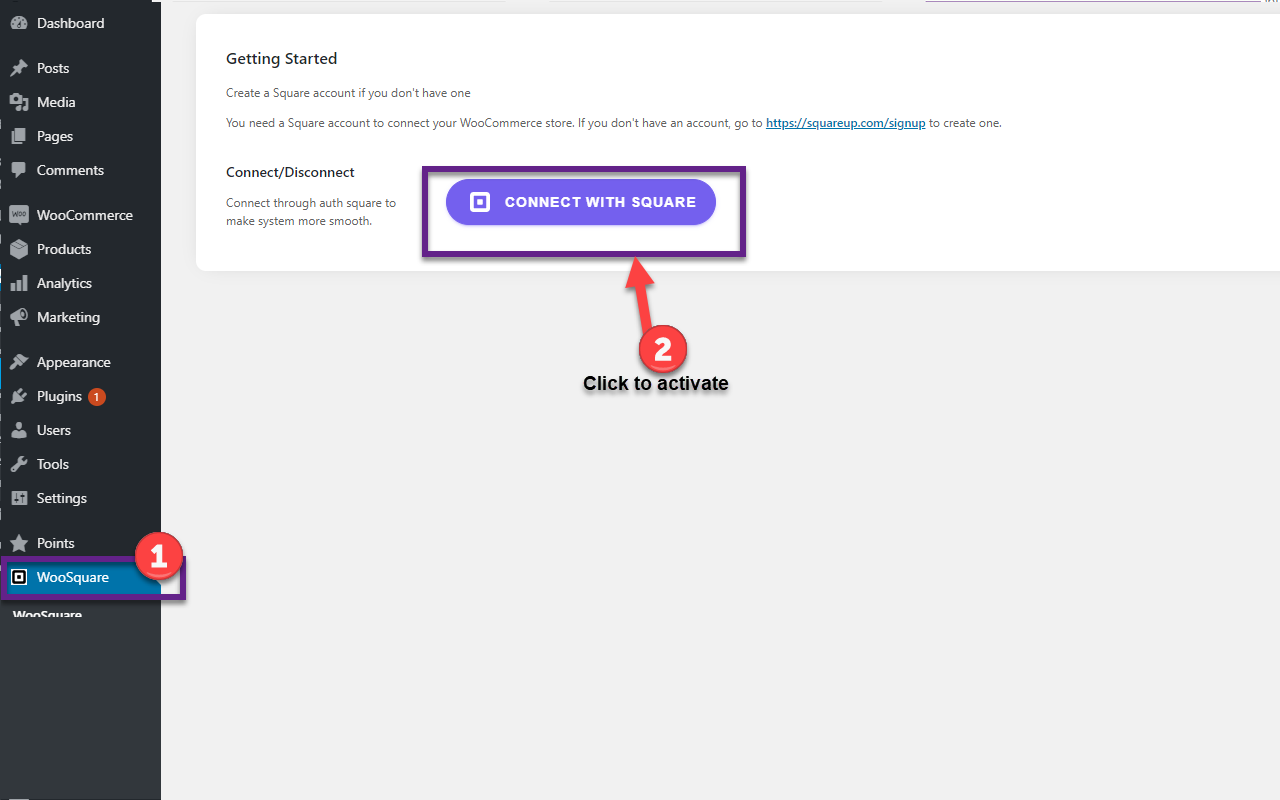 Dashboard
Posts
Media
Pages
Comments
WOO WooCommerce
Products
Analytics
Marketing
Appearance
Plugins 1
Users
Tools
Settings
Points
WooSquare
WooSquare
1
Getting Started
Create a Square account if you don't have one
You need a Square account to connect your WooCommerce store. If you don't have an account, go to https://squareup.com/signup to create one.
Connect/Disconnect
Connect through auth square to
make system more smooth.
CONNECT WITH SQUARE
2
Click to activate